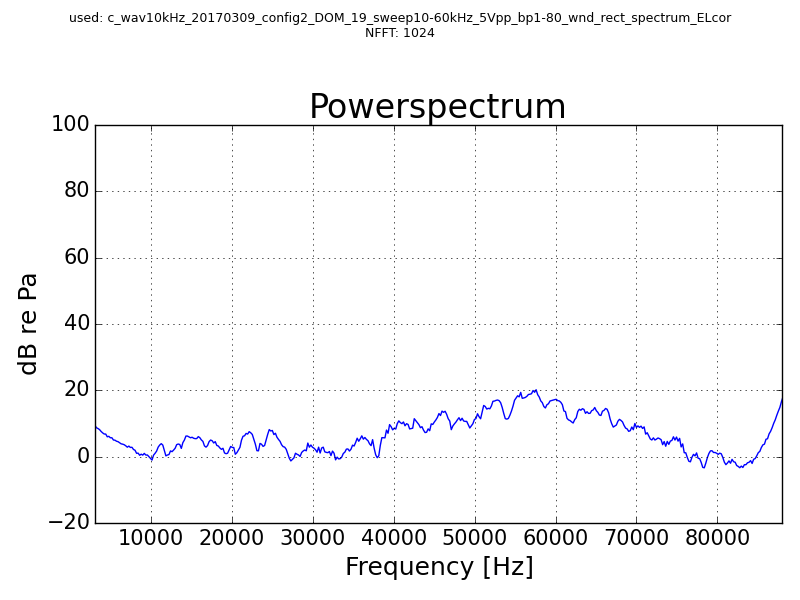 used: c_wav10kHz_20170309_config2_DOM_19_sweep10-60kHz_5Vpp_bp1-80_wnd_rect_spectrum_ELcor
NFFT: 1024
Powerspectrum
100
80
60
40
20
0
−20
dB re Pa
10000 20000 30000 40000 50000 60000 70000 80000
Frequency [Hz]